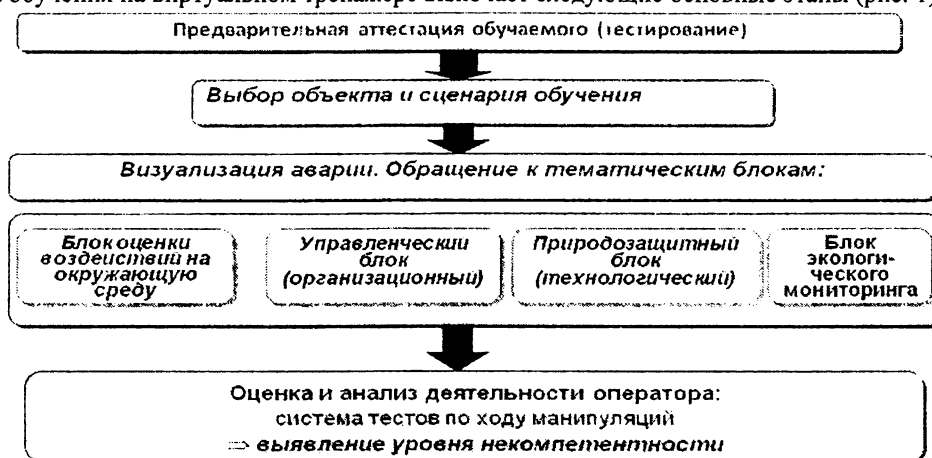 обучения на виртуальном тренажере включает следующие основные этапы (рис. 1)
Предварительная аттестация обучаемого (тестирование)
Выбор объекта и сценария обучения
Визуализация аварии. Обращение к тематическим блокам:
Блок оценки
воздействий на
окружающую
среду
Управленческий
блок
(организационный)
Природозащитный
блок
(технологический)
Блок
экологи-
ческого
мониторинга
Оценка и анализ деятельности оператора:
система тестов по ходу манипуляций
⇒ выявление уровня некомпетентности